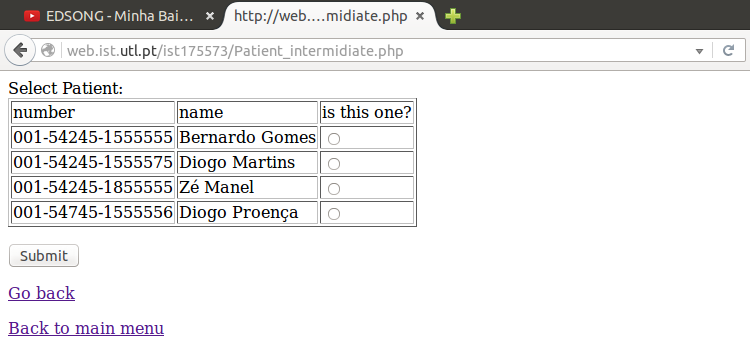 EDSONG - Minha Bai...
http://web....midiate.php
web.ist.utl.pt/ist175573/Patient_intermidiate.php
Select Patient:
number name is this one?
001-54245-1555555 Bernardo Gomes
001-54245-1555575 Diogo Martins
001-54245-1855555 Zé Manel
001-54745-1555556 Diogo Proença
Submit
Go back
Back to main menu